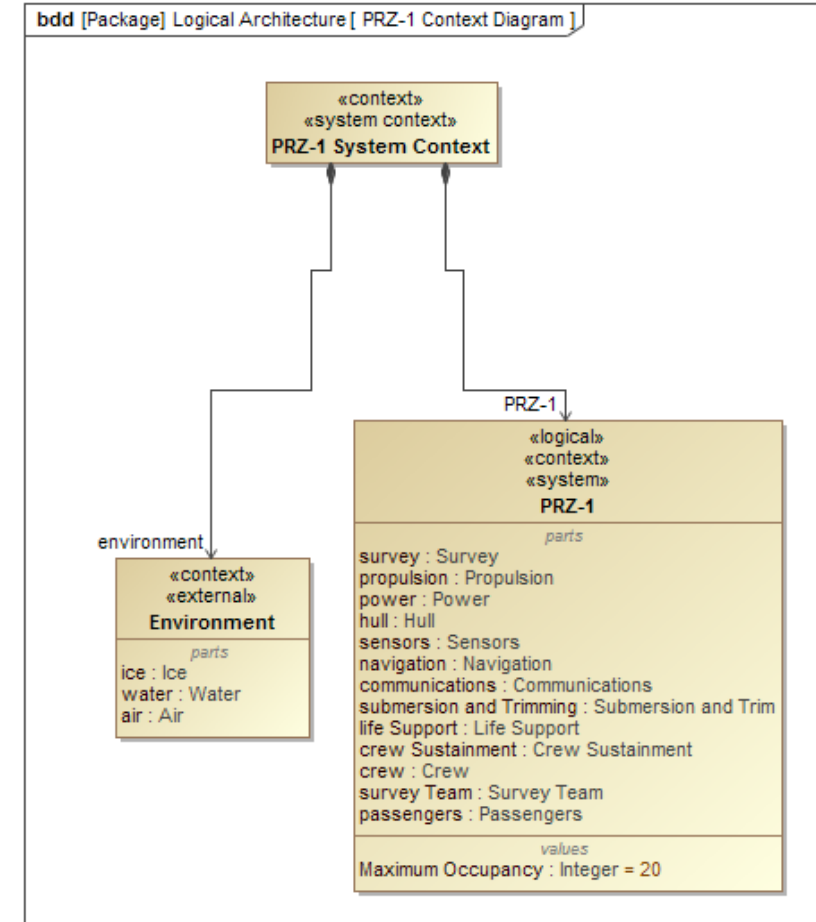 bdd [Package] Logical Architecture [ PRZ-1 Context Diagram ]
«context»
«system context»
PRZ-1 System Context
PRZ-1
«logical»
«context»
«system»
PRZ-1
parts
survey : Survey
propulsion : Propulsion
power : Power
hull : Hull
sensors : Sensors
navigation : Navigation
communications : Communications
submersion and Trimming : Submersion and Trim
life Support : Life Support
crew Sustainment : Crew Sustainment
crew : Crew
survey Team : Survey Team
passengers : Passengers
values
Maximum Occupancy : Integer = 20
environment
«context»
«external»
Environment
parts
ice : Ice
water : Water
air : Air